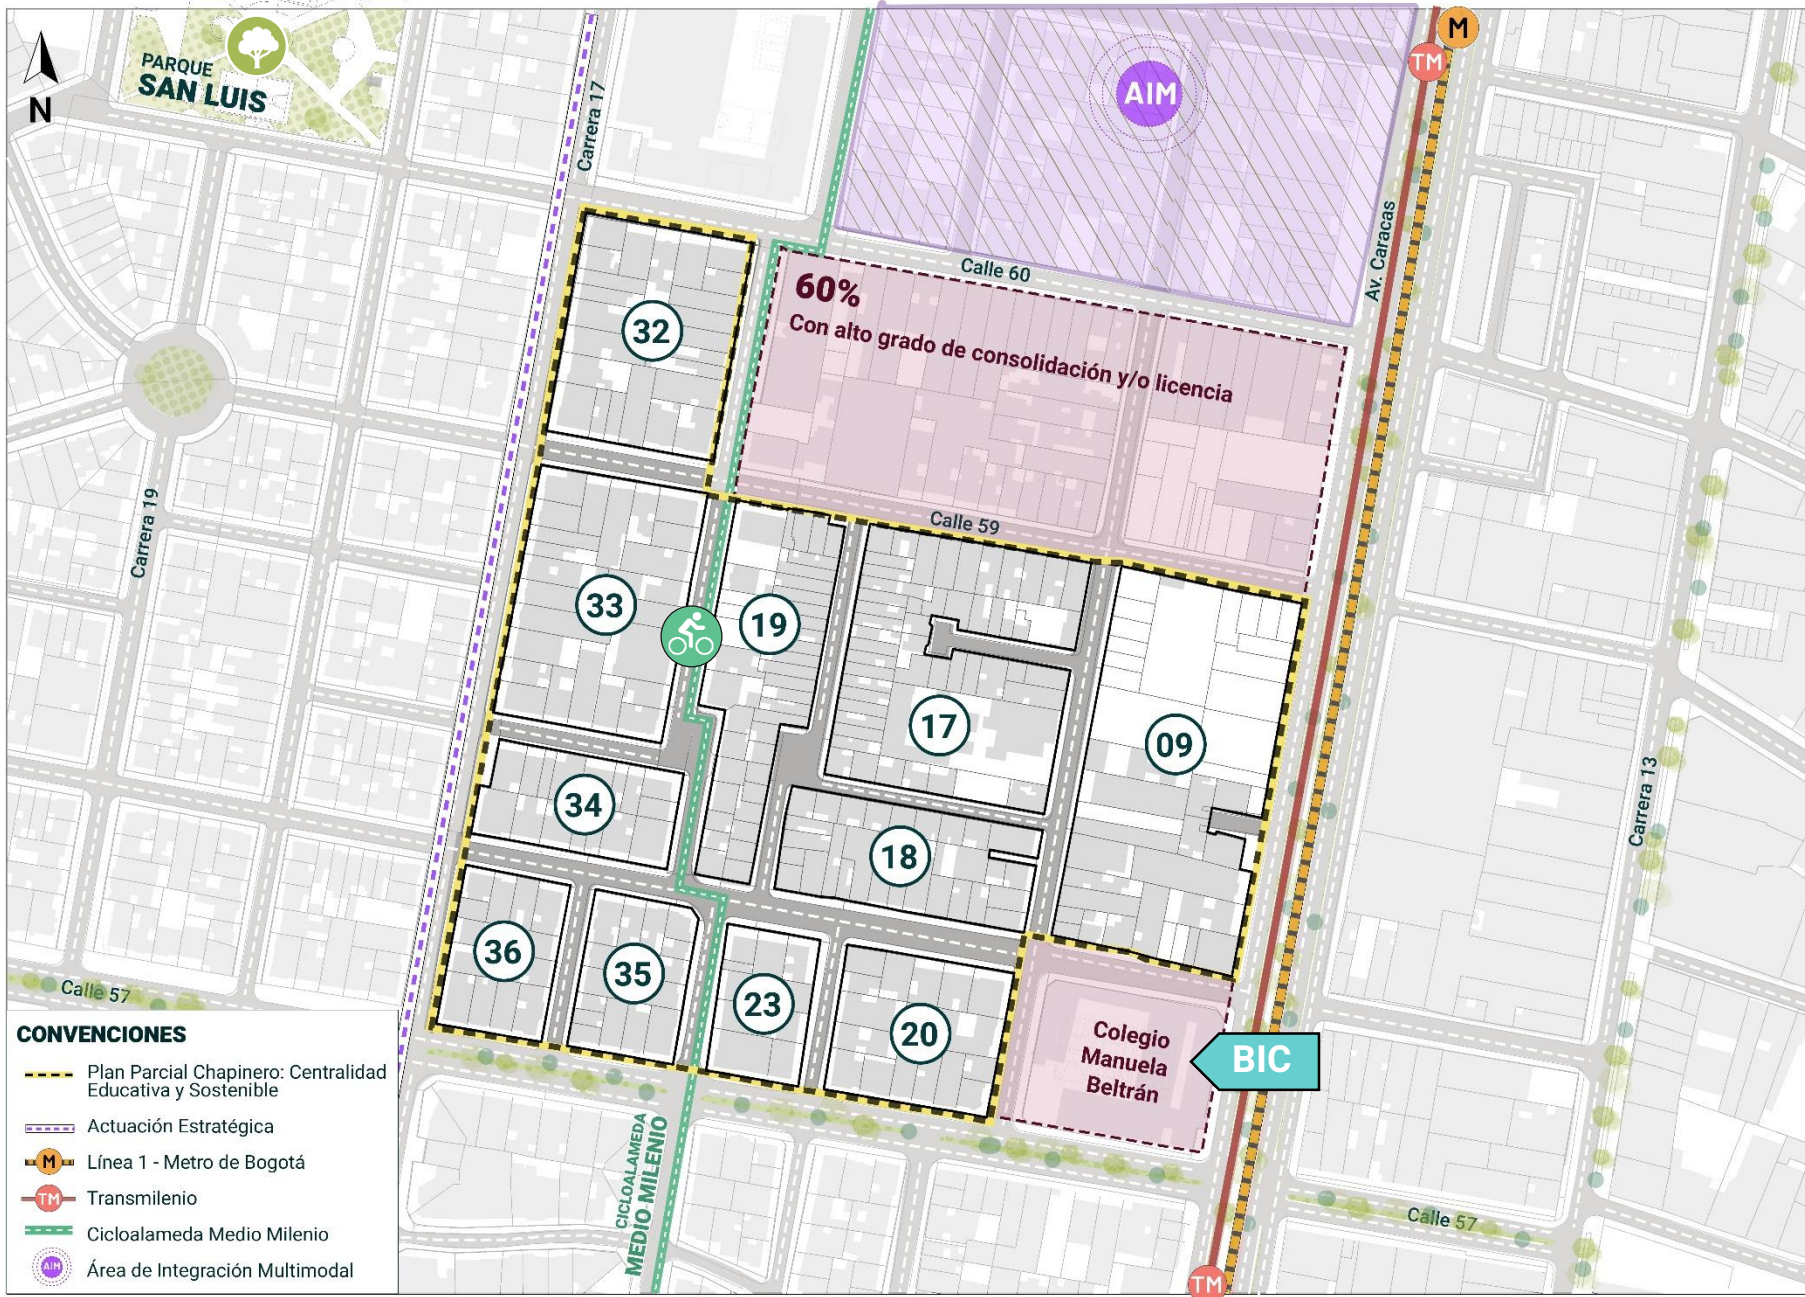 PARQUE
SAN LUIS
N
Carrera 17
AIM
M
TM
Av. Caracas
Calle 60
60%
Con alto grado de consolidación y/o licencia
32
Calle 59
Carrera 19
33
19
17
09
34
18
Carrera 13
36
35
23
20
Colegio
Manuela
Beltrán
BIC
Calle 57
CICLOALAMEDA
MEDIO MILENIO
Calle 57
TM
CONVENCIONES
Plan Parcial Chapinero: Centralidad
Educativa y Sostenible
Actuación Estratégica
M Línea 1 - Metro de Bogotá
TM Transmilenio
Cicloalameda Medio Milenio
AIM Área de Integración Multimodal